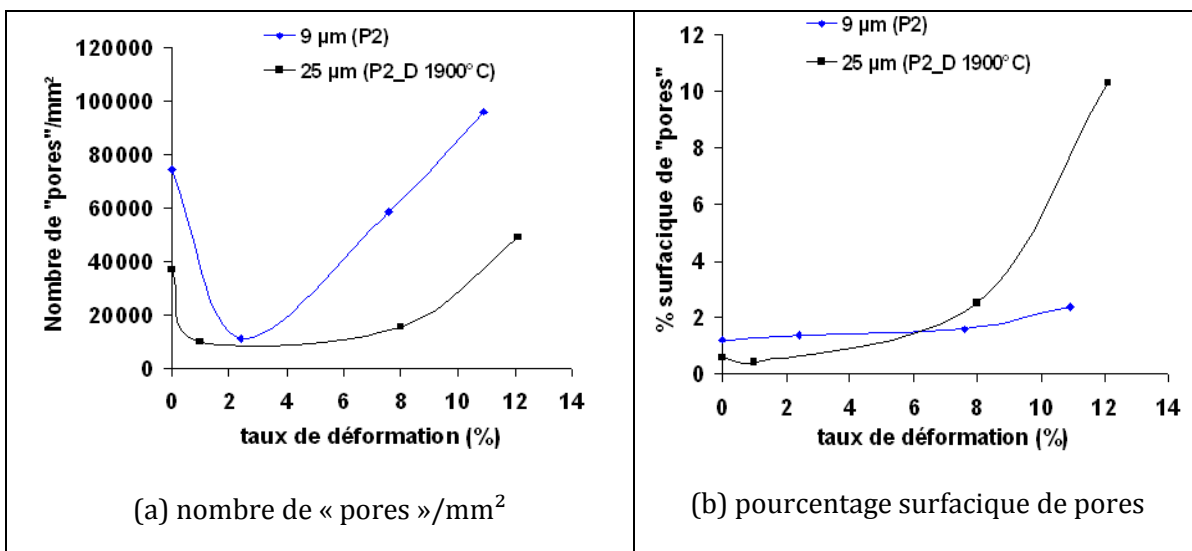 9 µm (P2)
25 µm (P2_D 1900°C)
Nombre de "pores"/mm²
120000
100000
80000
60000
40000
20000
0
0 2 4 6 8 10 12 14
taux de déformation (%)
(a) nombre de « pores »/mm²
9 µm (P2)
25 µm (P2_D 1900°C)
% surfacique de "pores"
12
10
8
6
4
2
0
0 2 4 6 8 10 12 14
taux de déformation (%)
(b) pourcentage surfacique de pores